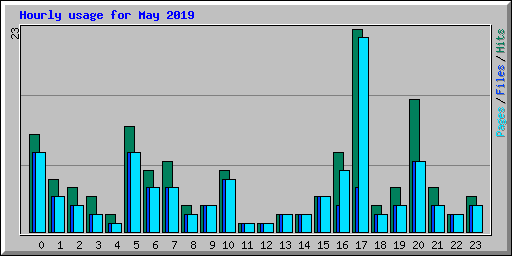 Hourly usage for May 2019
23
Pages / Files / Hits
0 1 2 3 4 5 6 7 8 9 10 11 12 13 14 15 16 17 18 19 20 21 22 23